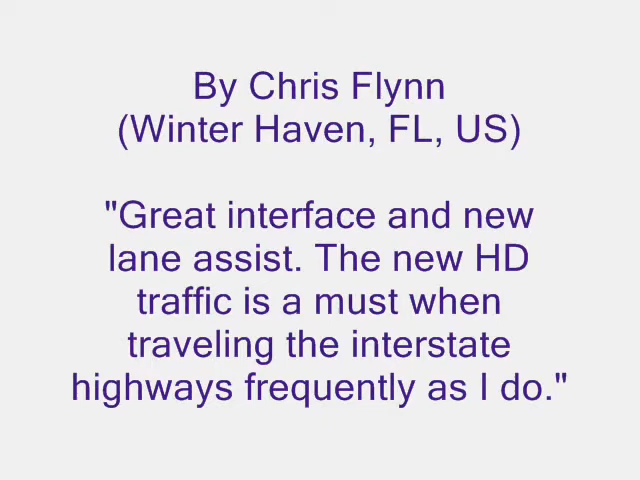 By Chris Flynn
(Winter Haven, FL, US)
"Great interface and new
lane assist. The new HD
traffic is a must when
traveling the interstate
highways frequently as I do."